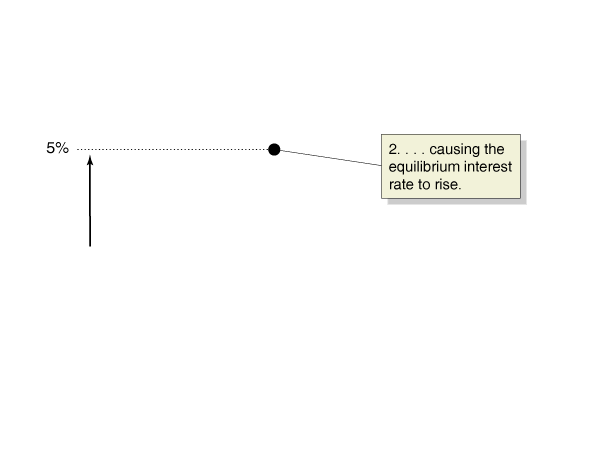 5%
2. . . . causing the
equilibrium interest
rate to rise.